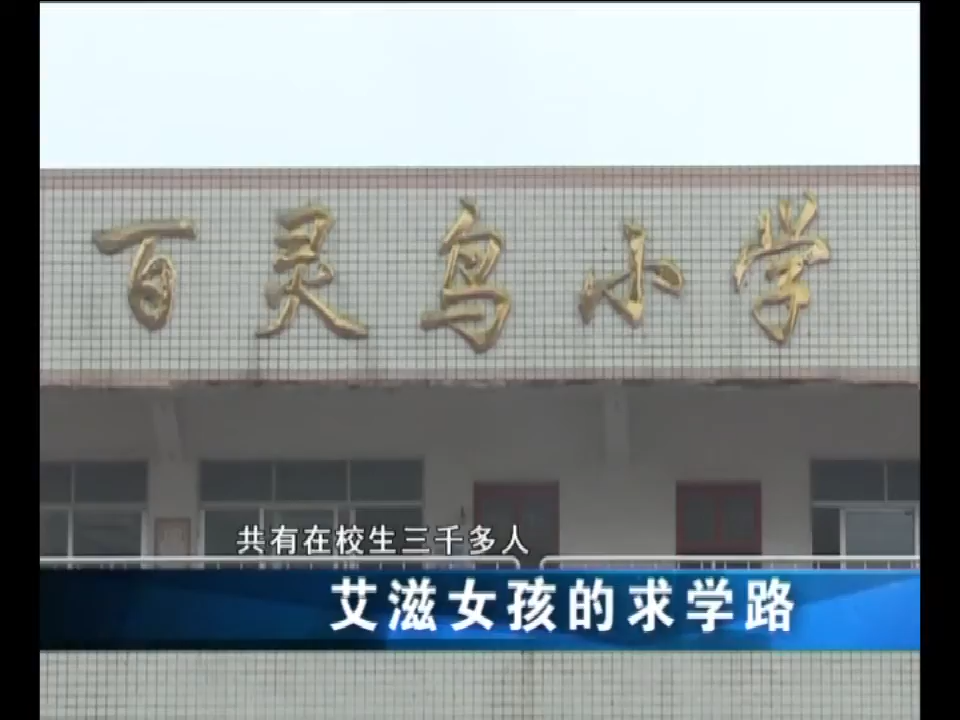 百灵鸟小学
共有在校生三千多人
艾滋女孩的求学路